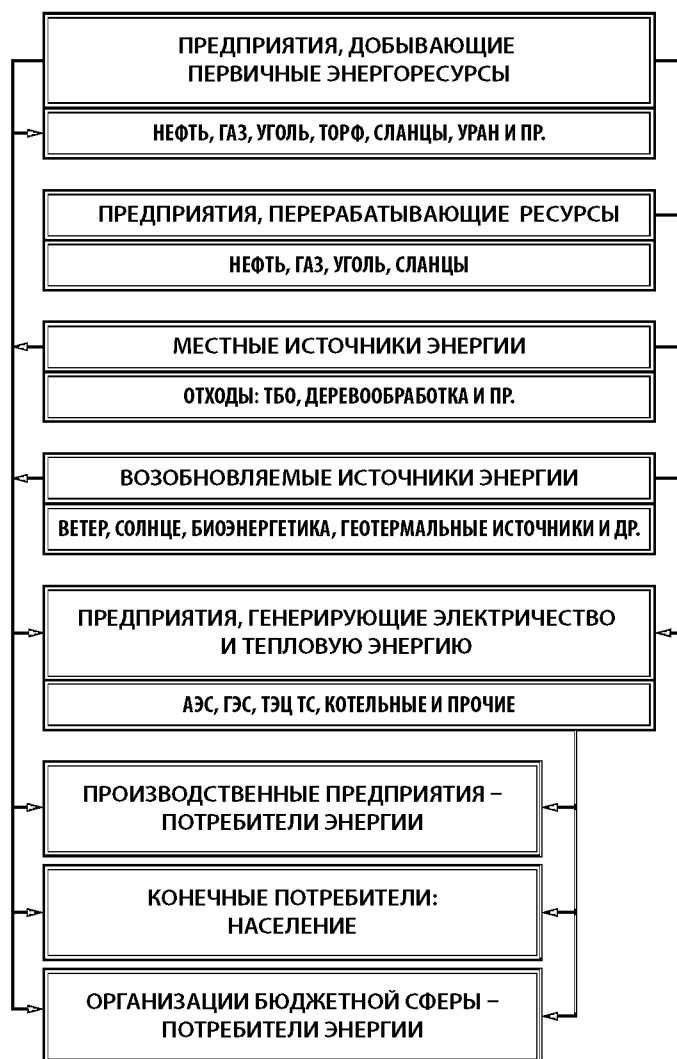 ПРЕДПРИЯТИЯ, ДОБЫВАЮЩИЕ
ПЕРВИЧНЫЕ ЭНЕРГОРЕСУРСЫ
НЕФТЬ, ГАЗ, УГОЛЬ, ТОРФ, СЛАНЦЫ, УРАН И ПР.
ПРЕДПРИЯТИЯ, ПЕРЕРАБАТЫВАЮЩИЕ РЕСУРСЫ
НЕФТЬ, ГАЗ, УГОЛЬ, СЛАНЦЫ
МЕСТНЫЕ ИСТОЧНИКИ ЭНЕРГИИ
ОТХОДЫ: ТБО, ДЕРЕВООБРАБОТКА И ПР.
ВОЗОБНОВЛЯЕМЫЕ ИСТОЧНИКИ ЭНЕРГИИ
ВЕТЕР, СОЛНЦЕ, БИОЭНЕРГЕТИКА, ГЕОТЕРМАЛЬНЫЕ ИСТОЧНИКИ И ДР.
ПРЕДПРИЯТИЯ, ГЕНЕРИРУЮЩИЕ ЭЛЕКТРИЧЕСТВО
И ТЕПЛОВУЮ ЭНЕРГИЮ
АЭС, ГЭС, ТЭЦ ТС, КОТЕЛЬНЫЕ И ПРОЧИЕ
ПРОИЗВОДСТВЕННЫЕ ПРЕДПРИЯТИЯ –
ПОТРЕБИТЕЛИ ЭНЕРГИИ
КОНЕЧНЫЕ ПОТРЕБИТЕЛИ:
НАСЕЛЕНИЕ
ОРГАНИЗАЦИИ БЮДЖЕТНОЙ СФЕРЫ –
ПОТРЕБИТЕЛИ ЭНЕРГИИ